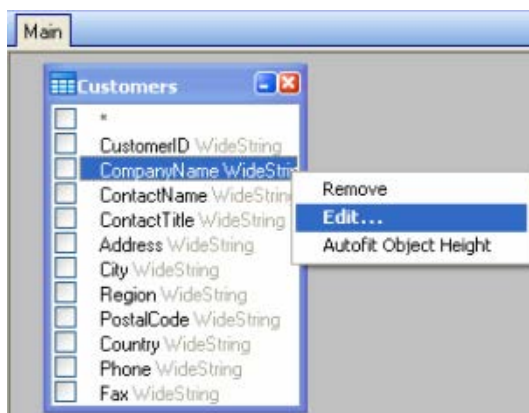 Main
Customers
*
CustomerID WideString
CompanyName WideStrin
ContactName WideString
Remove
ContactTitle WideString
Edit...
Address WideString
Autofit Object Height
City WideString
Region WideString
PostalCode WideString
Country WideString
Phone WideString
Fax WideString